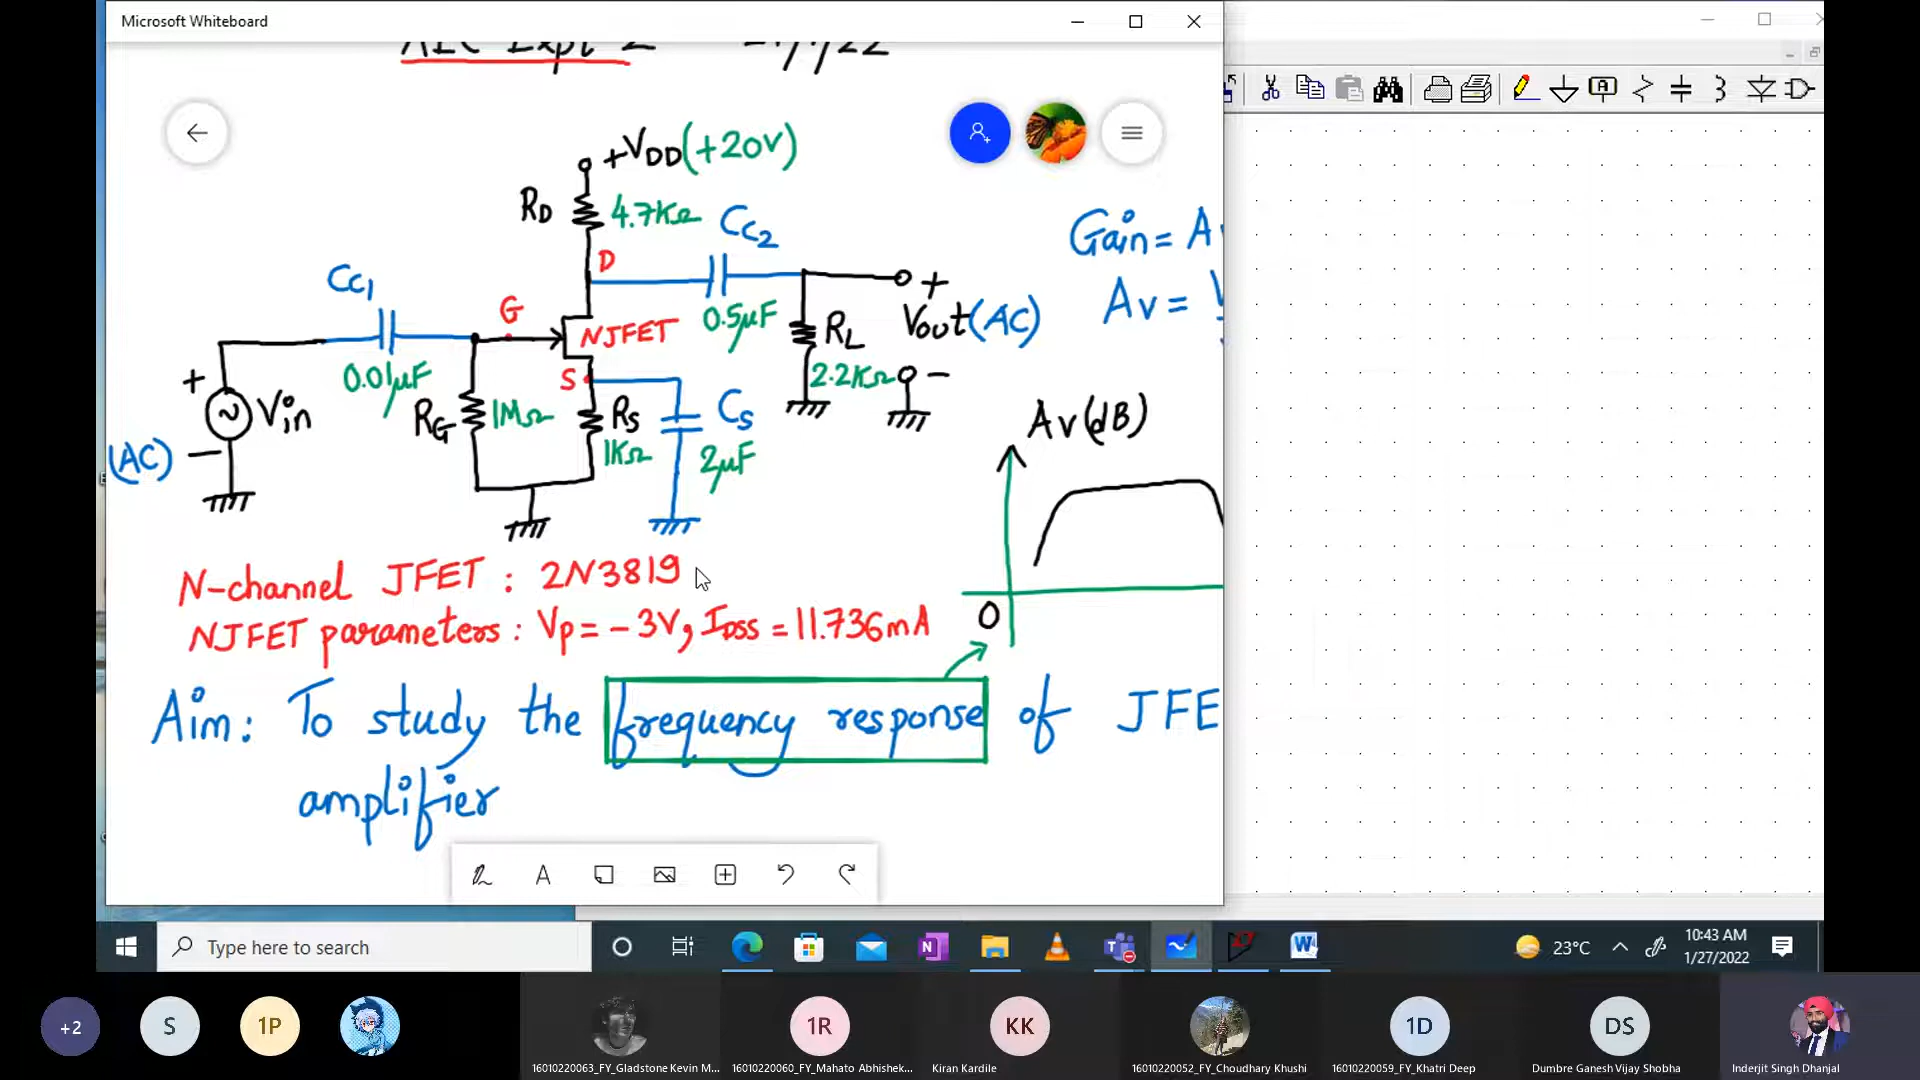 Microsoft Whiteboard
AEC Expt 2
+VDD(+20V)
RD
4.7KΩ
CC2
Gain = A
CC1
D
G
NJFET
0.5μF
RL
+
Vout(AC)
Av =
0.01μF
S
2.2KΩ
−
+
Vin
RG
1MΩ
RS
1KΩ
CS
2μF
Av(dB)
(AC)
−
N-channel JFET : 2N3819
NJFET parameters : Vp = -3V, IDSS = 11.736mA
0
Aim: To study the frequency response of JFE
amplifier
A
Type here to search
23°C
10:43 AM
1/27/2022
+2
S
1P
1R
KK
1D
DS
16010220063_FY_Gladstone Kevin M...
16010220060_FY_Mahato Abhishek...
Kiran Kardile
16010220052_FY_Choudhary Khushi
16010220059_FY_Khatri Deep
Dumbre Ganesh Vijay Shobha
Inderjit Singh Dhanjal